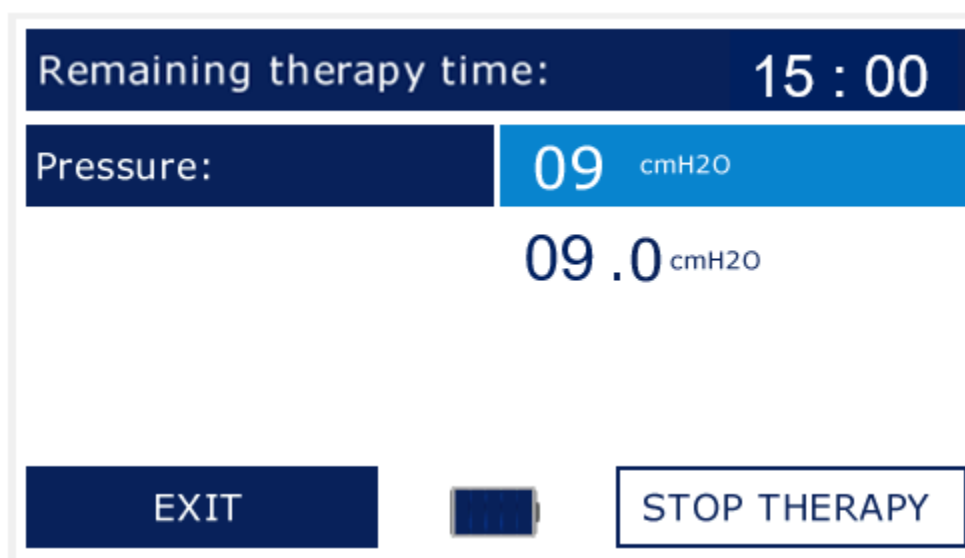 Remaining therapy time: 15 : 00
Pressure: 09 cmH2O
09 .0 cmH2O
EXIT STOP THERAPY